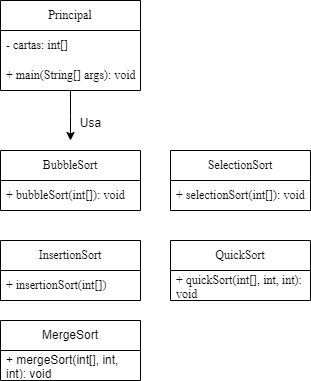 Principal
- cartas: int[]
+ main(String[] args): void
Usa
BubbleSort
+ bubbleSort(int[]): void
SelectionSort
+ selectionSort(int[]): void
InsertionSort
+ insertionSort(int[])
QuickSort
+ quickSort(int[], int, int):
void
MergeSort
+ mergeSort(int[], int,
int): void